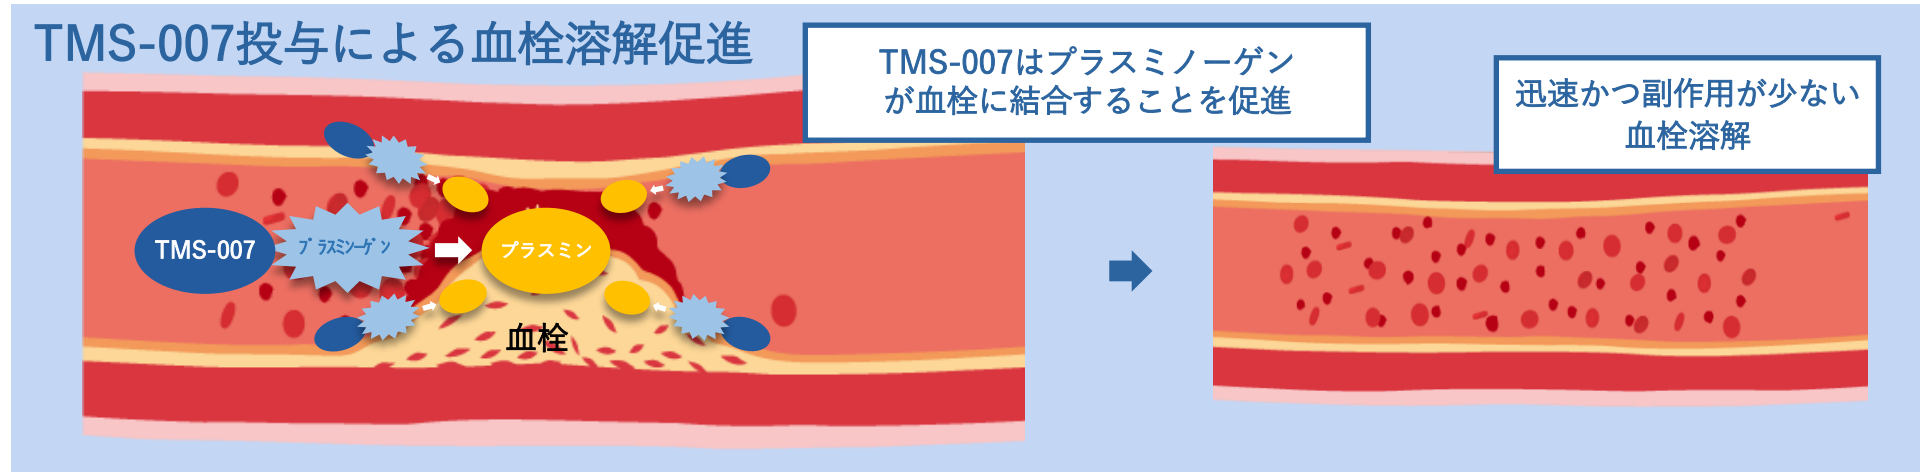 TMS-007投与による血栓溶解促進
TMS-007はプラスミノーゲン
が血栓に結合することを促進
迅速かつ副作用が少ない
血栓溶解
TMS-007
ﾌﾟﾗｽﾐﾉｰｹﾞﾝ
プラスミン
血栓